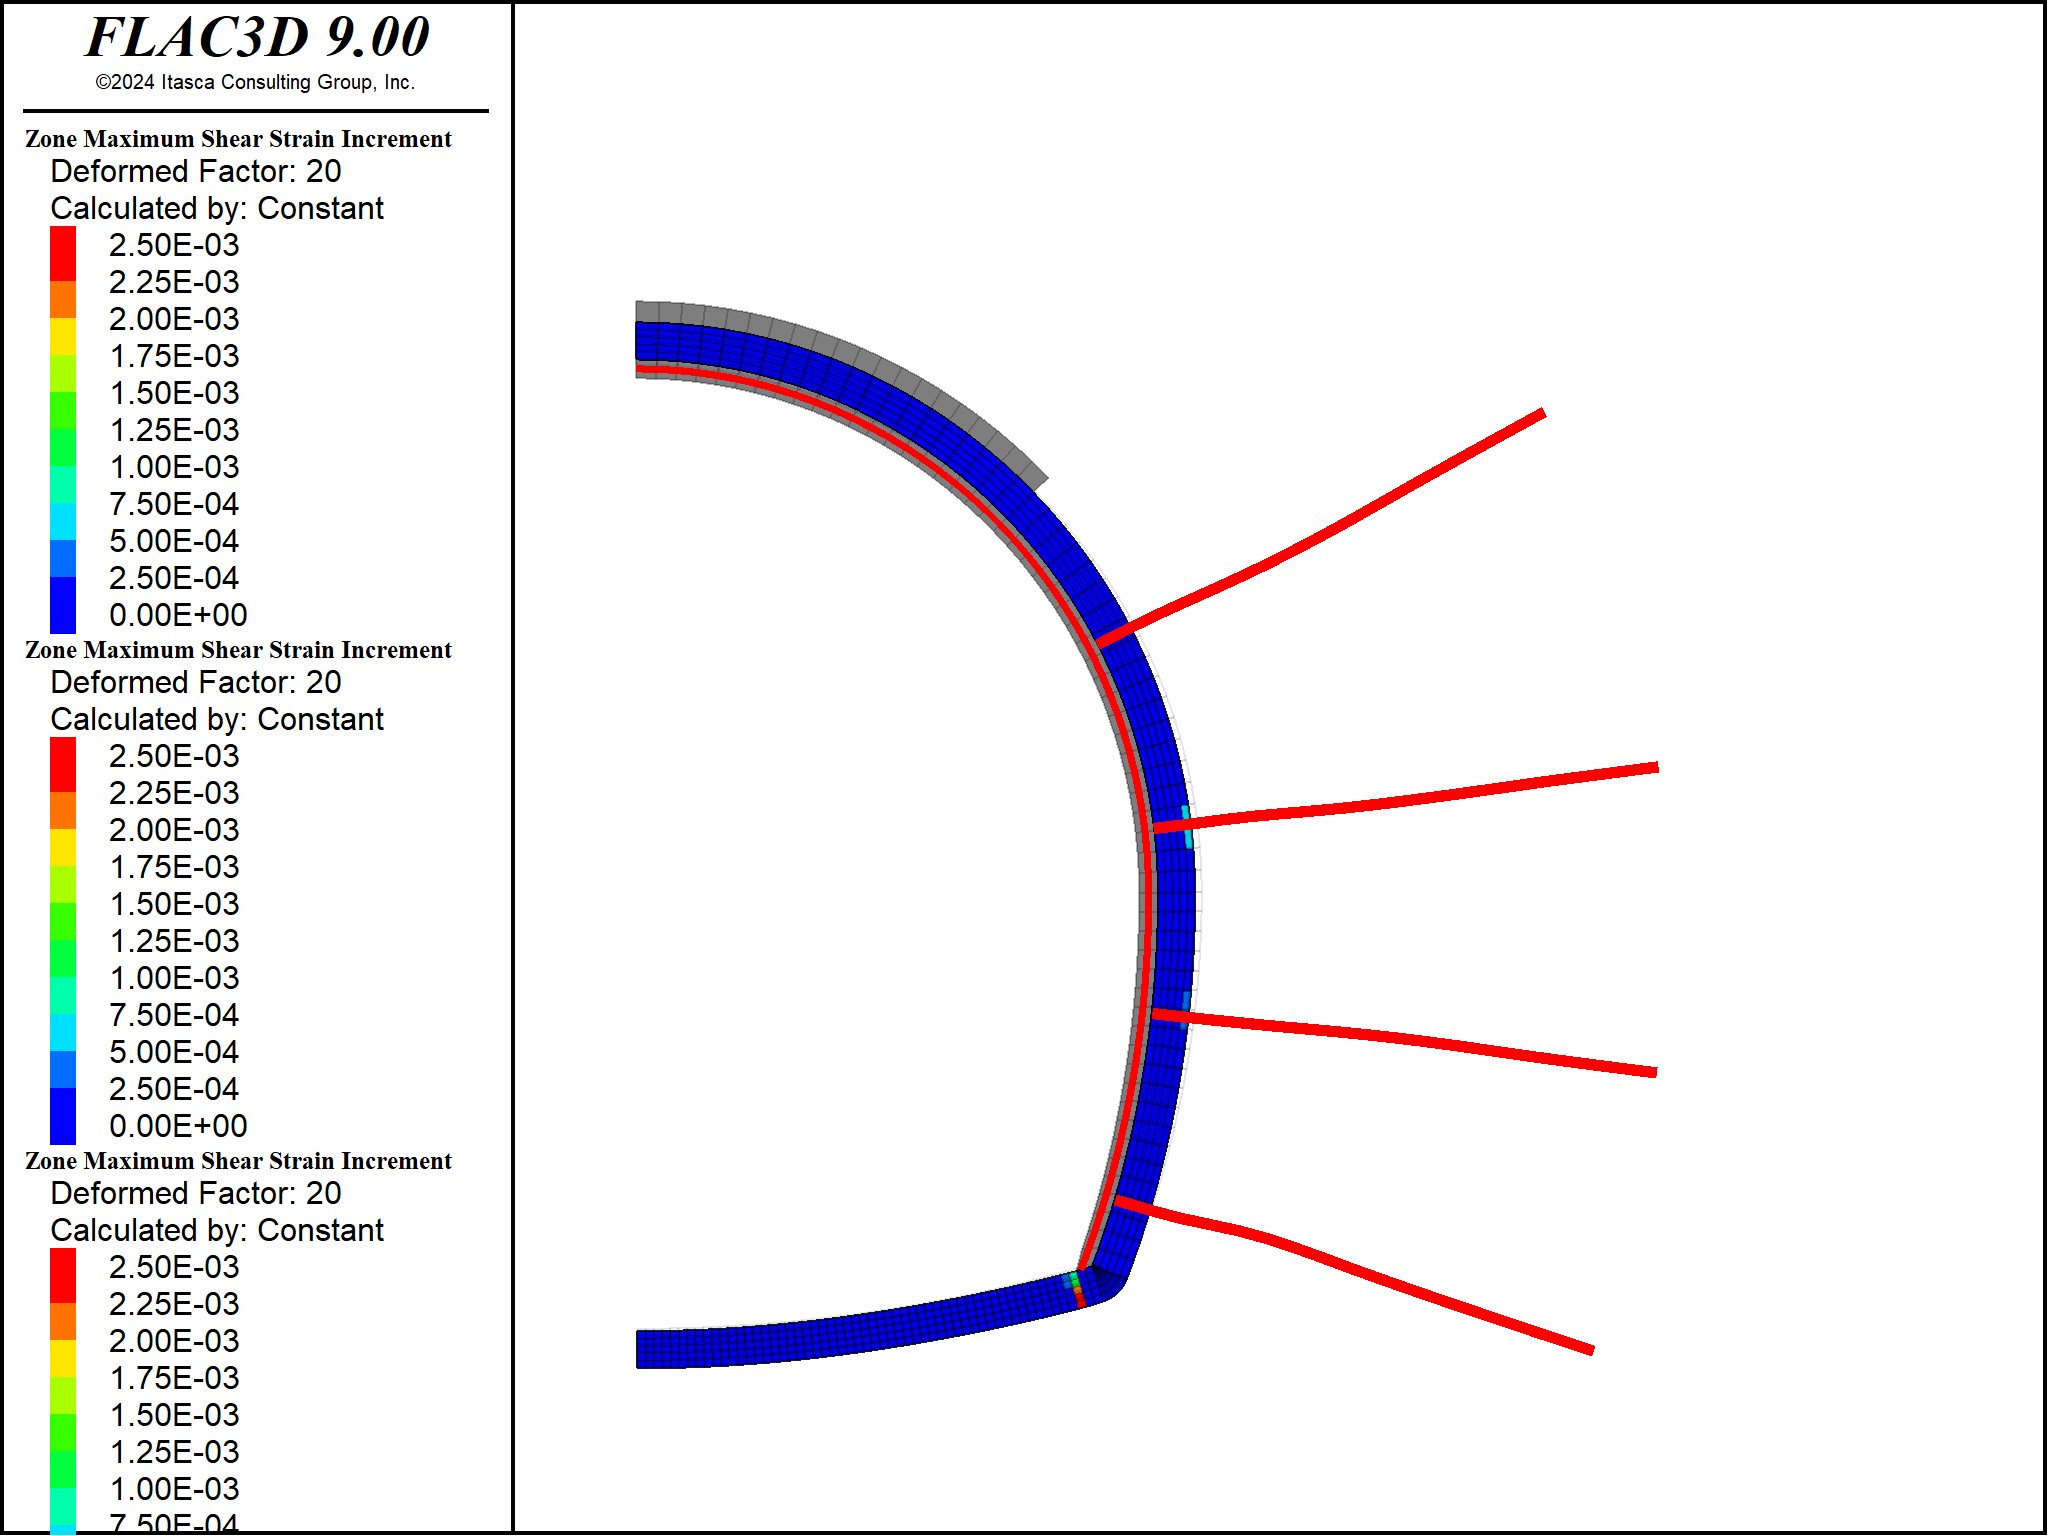 FLAC3D 9.00
©2024 Itasca Consulting Group, Inc.
Zone Maximum Shear Strain Increment
Deformed Factor: 20
Calculated by: Constant
2.50E-03
2.25E-03
2.00E-03
1.75E-03
1.50E-03
1.25E-03
1.00E-03
7.50E-04
5.00E-04
2.50E-04
0.00E+00
Zone Maximum Shear Strain Increment
Deformed Factor: 20
Calculated by: Constant
2.50E-03
2.25E-03
2.00E-03
1.75E-03
1.50E-03
1.25E-03
1.00E-03
7.50E-04
5.00E-04
2.50E-04
0.00E+00
Zone Maximum Shear Strain Increment
Deformed Factor: 20
Calculated by: Constant
2.50E-03
2.25E-03
2.00E-03
1.75E-03
1.50E-03
1.25E-03
1.00E-03
7.50E-04